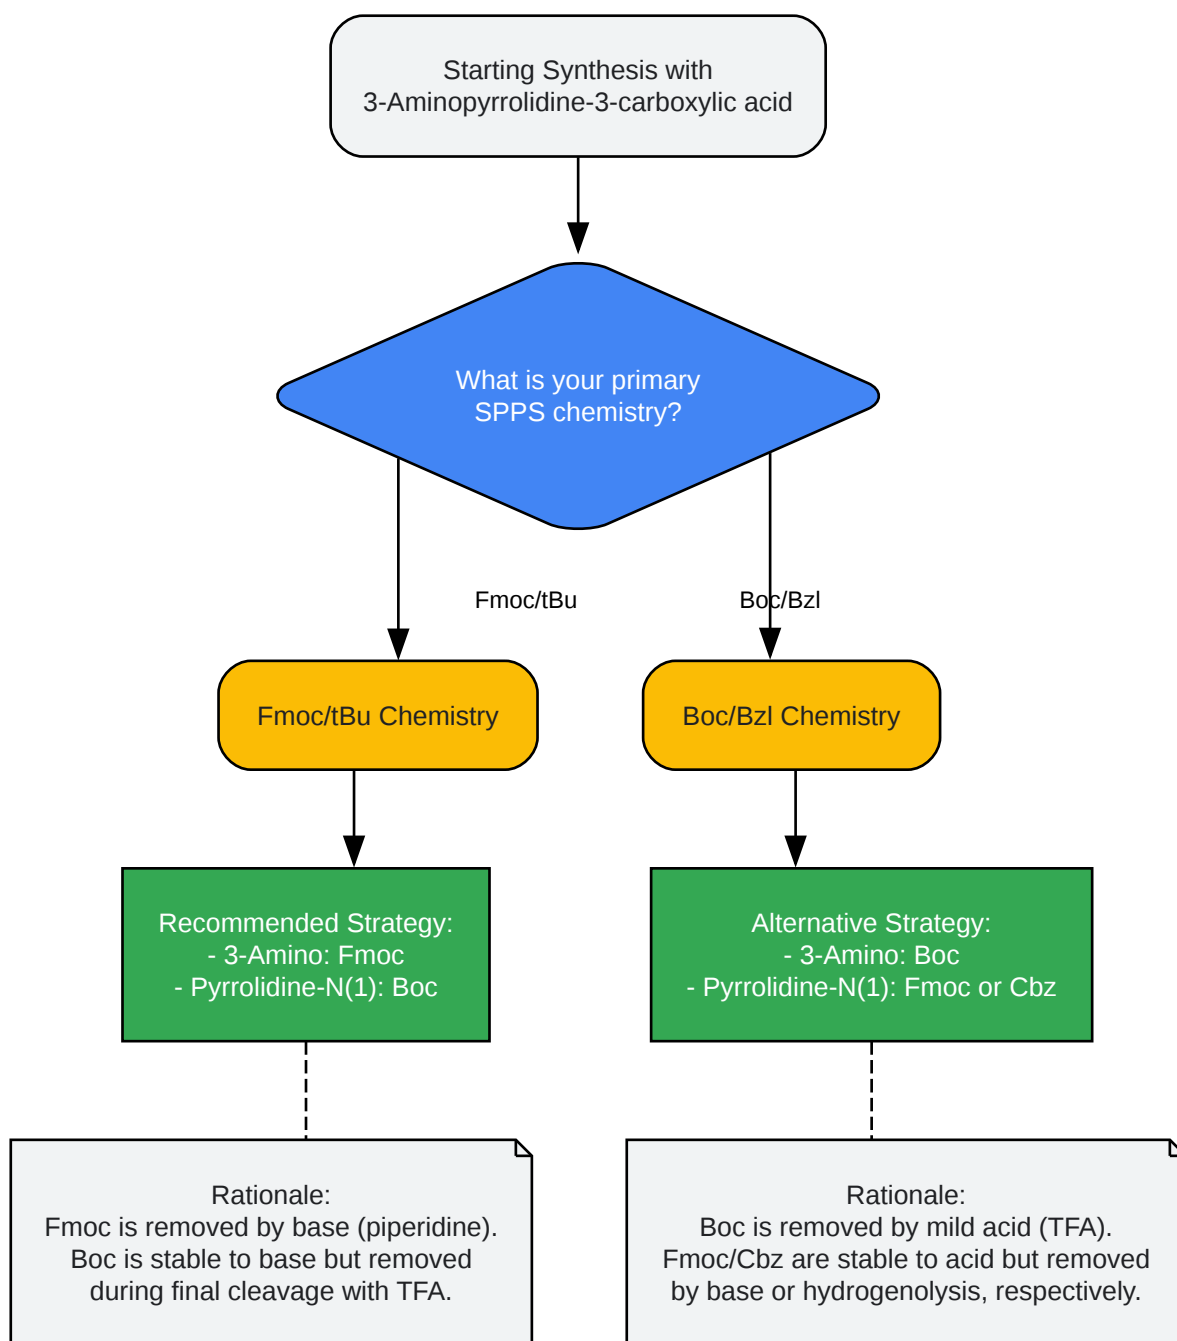 Starting Synthesis with
3-Aminopyrrolidine-3-carboxylic acid
What is your primary
SPPS chemistry?
Fmoc/tBu
Boc/Bzl
Fmoc/tBu Chemistry
Boc/Bzl Chemistry
Recommended Strategy:
- 3-Amino: Fmoc
- Pyrrolidine-N(1): Boc
Alternative Strategy:
- 3-Amino: Boc
- Pyrrolidine-N(1): Fmoc or Cbz
Rationale:
Fmoc is removed by base (piperidine).
Boc is stable to base but removed
during final cleavage with TFA.
Rationale:
Boc is removed by mild acid (TFA).
Fmoc/Cbz are stable to acid but removed
by base or hydrogenolysis, respectively.